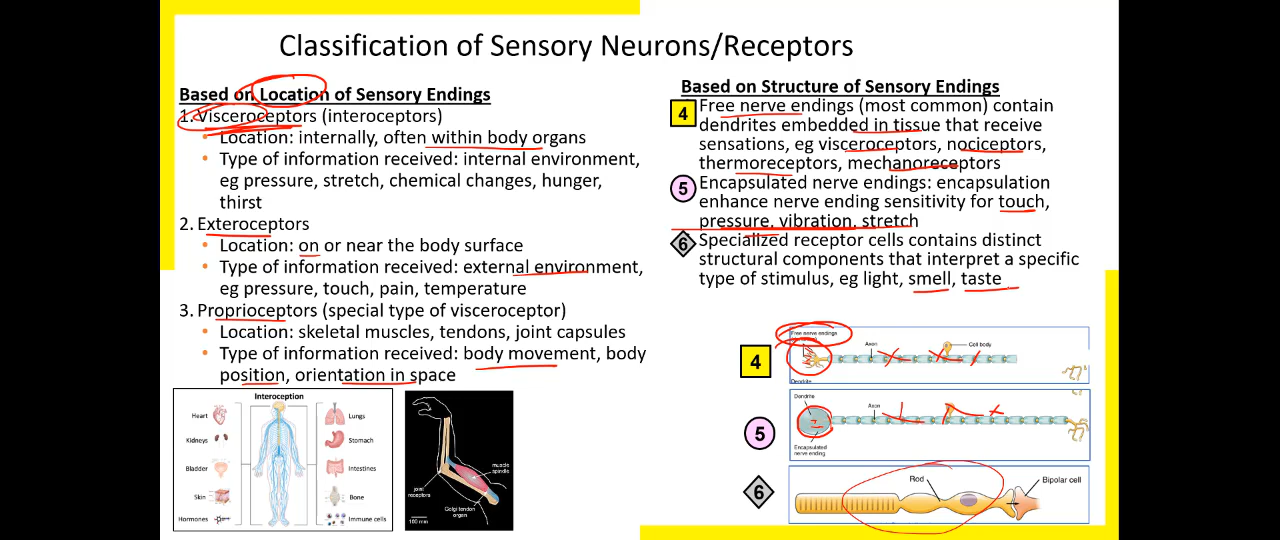 Classification of Sensory Neurons/Receptors
Based on Location of Sensory Endings
1. Visceroceptors (interoceptors)
• Location: internally, often within body organs
• Type of information received: internal environment,
eg pressure, stretch, chemical changes, hunger,
thirst
2. Exteroceptors
• Location: on or near the body surface
• Type of information received: external environment,
eg pressure, touch, pain, temperature
3. Proprioceptors (special type of visceroceptor)
• Location: skeletal muscles, tendons, joint capsules
• Type of information received: body movement, body
position, orientation in space
Interoception
Heart
Kidneys
Bladder
Skin
Hormones
Lungs
Stomach
Intestines
Bone
Immune cells
muscle
spindle
joint
receptors
Golgi tendon
organ
100 mm
Based on Structure of Sensory Endings
4 Free nerve endings (most common) contain
dendrites embedded in tissue that receive
sensations, eg visceroceptors, nociceptors,
thermoreceptors, mechanoreceptors
5 Encapsulated nerve endings: encapsulation
enhance nerve ending sensitivity for touch,
pressure, vibration, stretch
6 Specialized receptor cells contains distinct
structural components that interpret a specific
type of stimulus, eg light, smell, taste
4
Free nerve endings
Axon
Cell body
Dendrite
5
Dendrite
Axon
Encapsulated
nerve ending
6
Rod
Bipolar cell